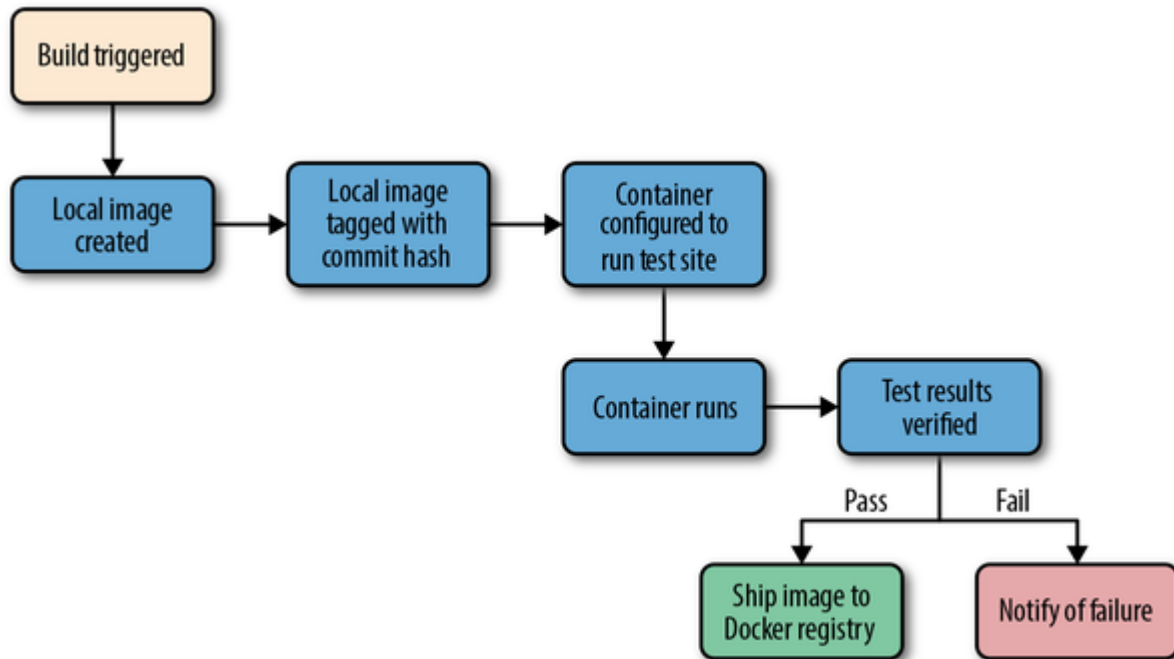 Build triggered
Local image
created
Local image
tagged with
commit hash
Container
configured to
run test site
Container runs
Test results
verified
Pass
Fail
Ship image to
Docker registry
Notify of failure